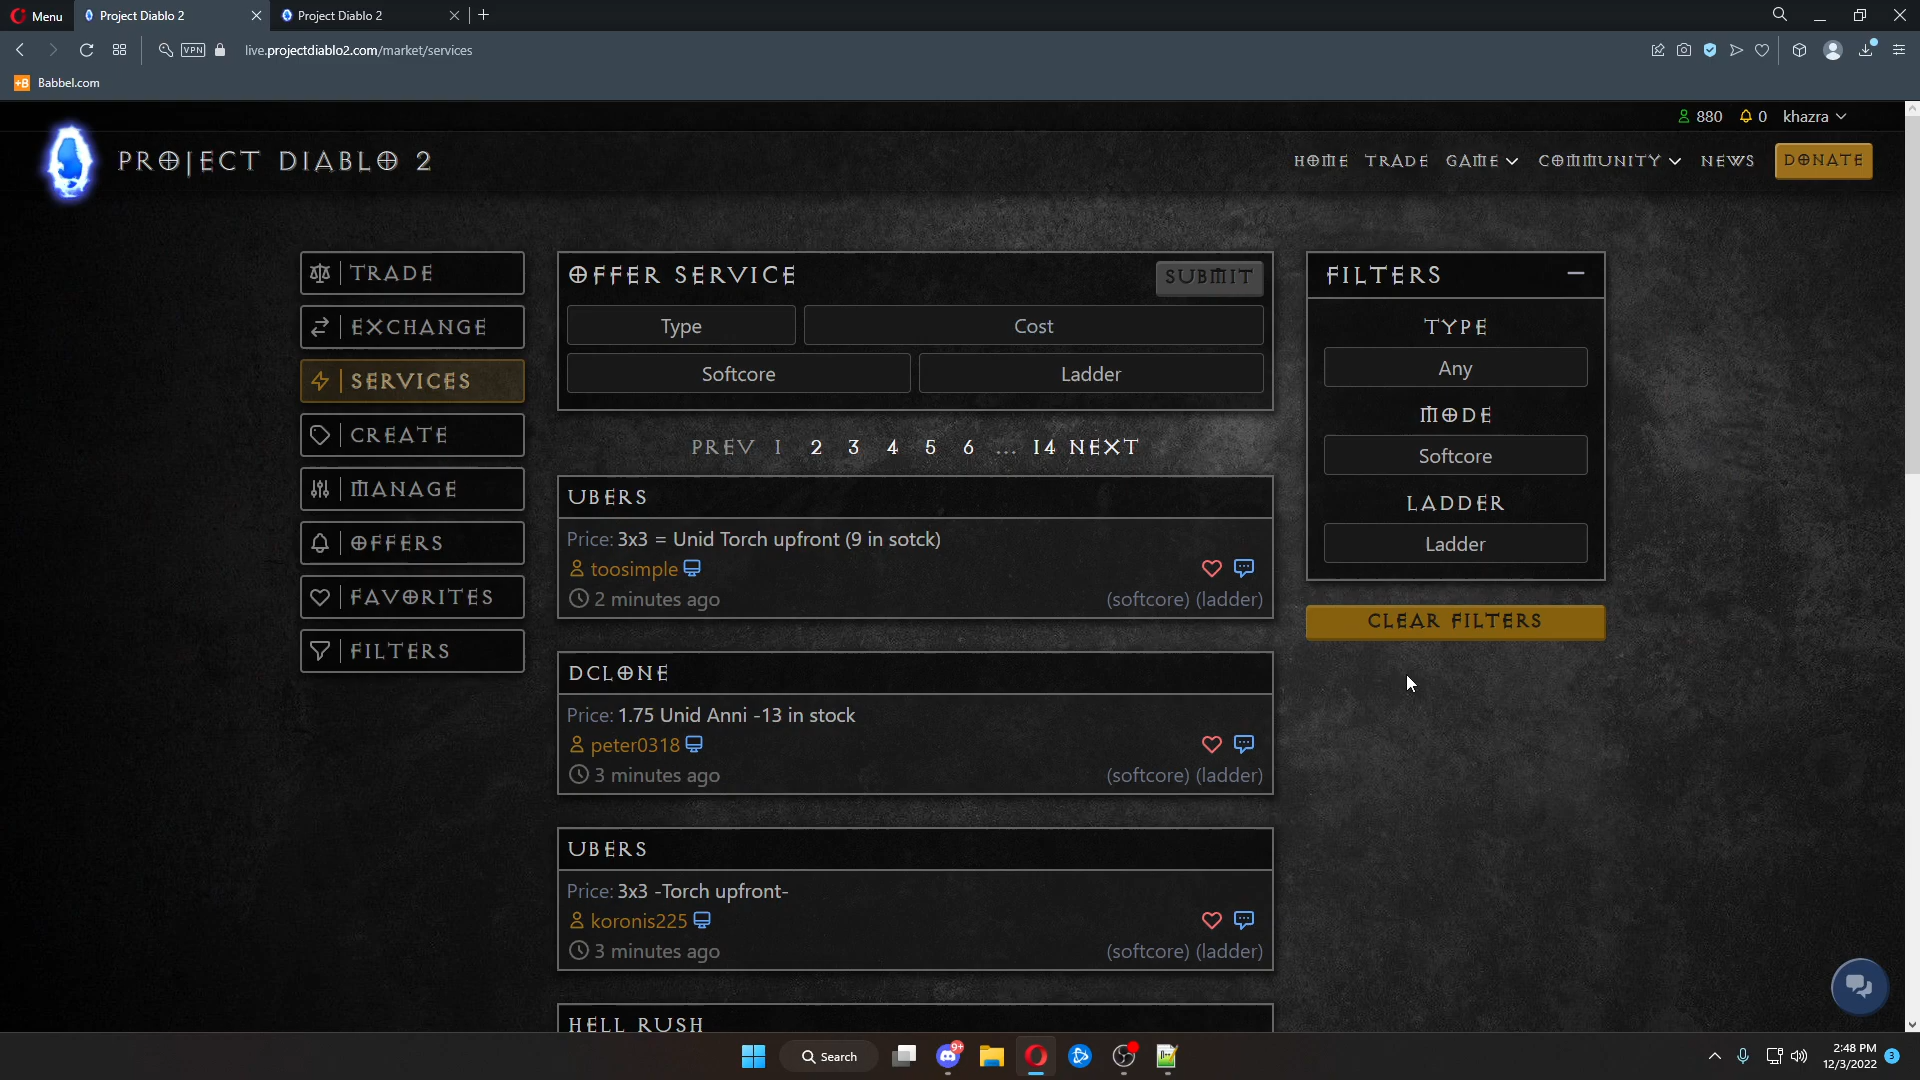 Menu
Project Diablo 2
Project Diablo 2
VPN
live.projectdiablo2.com/market/services
+B Babbel.com
880 0 khazra
PROJECT DIABLO 2
HOME TRADE GAME COMMUNITY NEWS DONATE
TRADE
EXCHANGE
SERVICES
CREATE
MANAGE
OFFERS
FAVORITES
FILTERS
OFFER SERVICE SUBMIT
Type Cost
Softcore Ladder
PREV 1 2 3 4 5 6 ... 14 NEXT
UBERS
Price: 3x3 = Unid Torch upfront (9 in sotck)
toosimple
2 minutes ago (softcore) (ladder)
DCLONE
Price: 1.75 Unid Anni -13 in stock
peter0318
3 minutes ago (softcore) (ladder)
UBERS
Price: 3x3 -Torch upfront-
koronis225
3 minutes ago (softcore) (ladder)
HELL RUSH
FILTERS
TYPE
Any
MODE
Softcore
LADDER
Ladder
CLEAR FILTERS
Search
9+
2:48 PM
12/3/2022
3